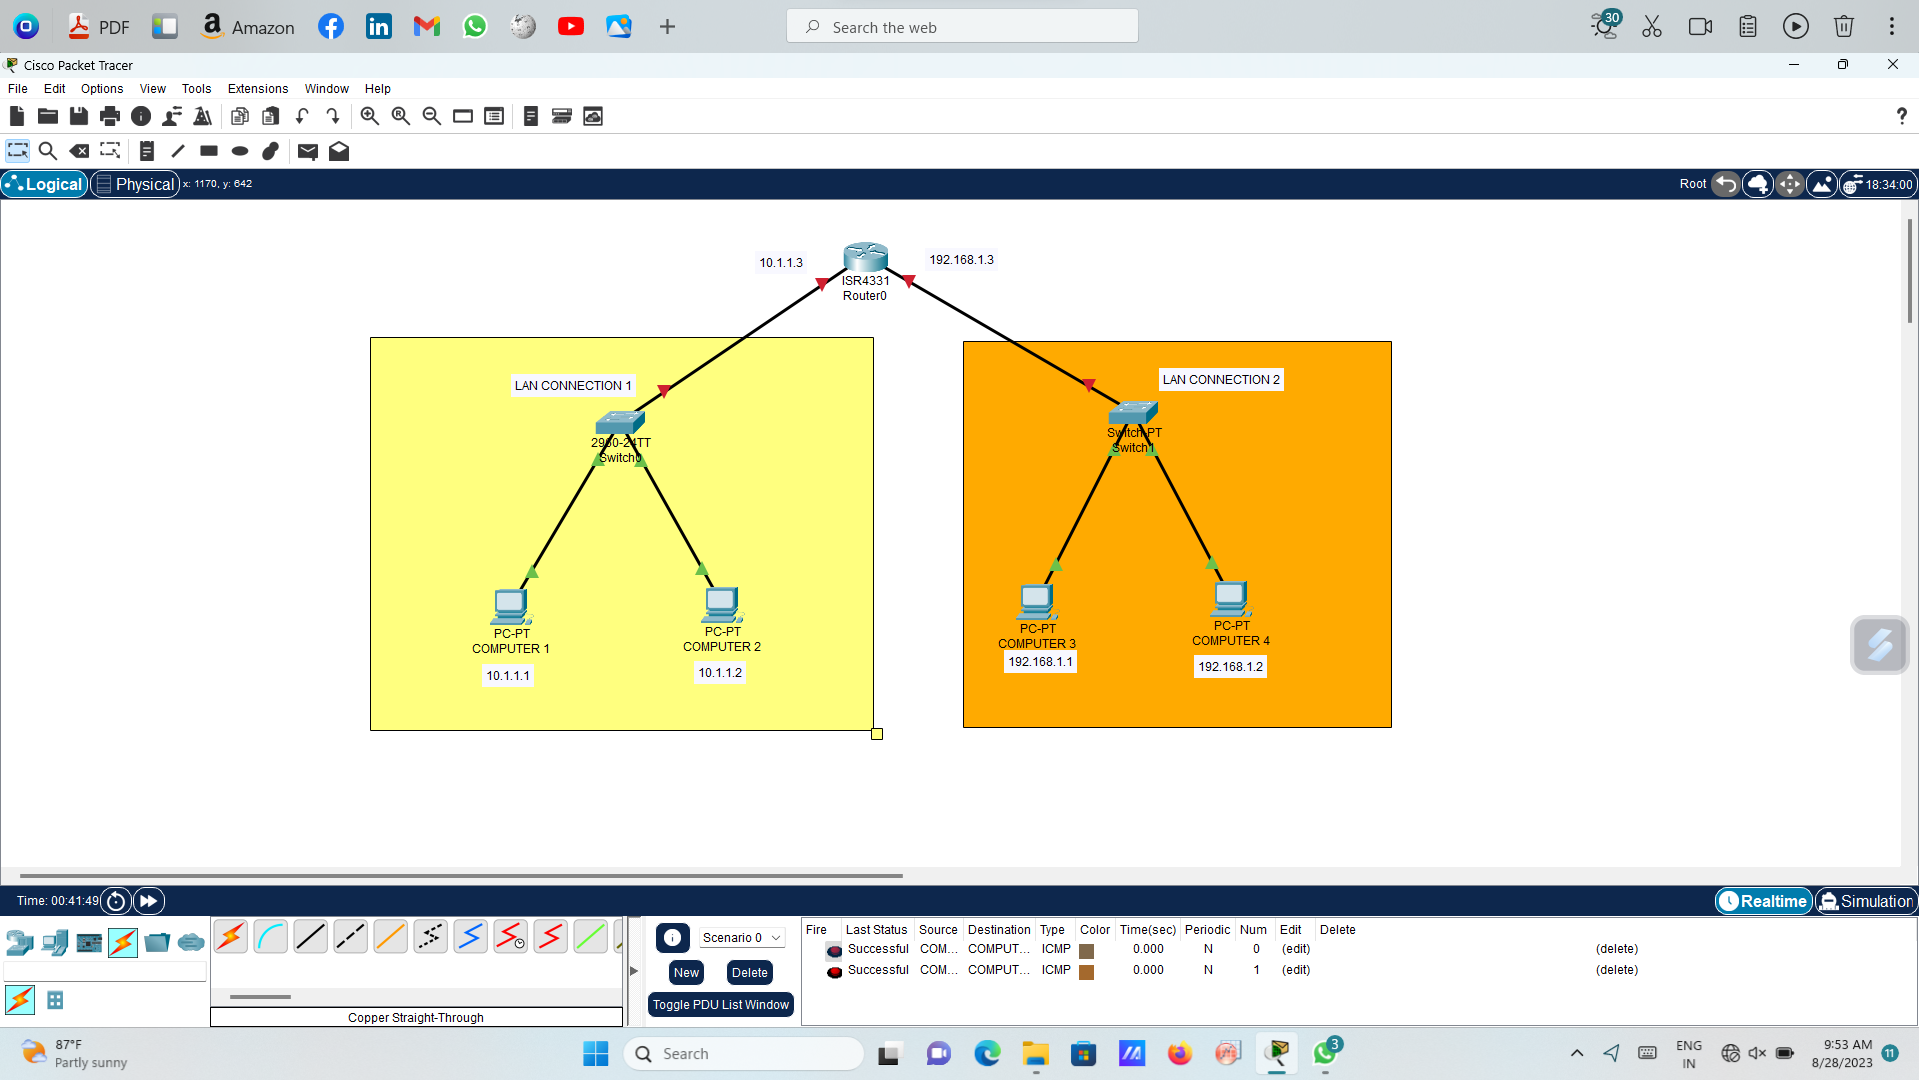 PDF
Amazon
Search the web
30
Cisco Packet Tracer
File Edit Options View Tools Extensions Window Help
Logical Physical x: 1170, y: 642
Root 18:34:00
10.1.1.3
192.168.1.3
ISR4331
Router0
LAN CONNECTION 1
LAN CONNECTION 2
2960-24TT
Switch0
Switch-PT
Switch1
PC-PT
COMPUTER 1
10.1.1.1
PC-PT
COMPUTER 2
10.1.1.2
PC-PT
COMPUTER 3
192.168.1.1
PC-PT
COMPUTER 4
192.168.1.2
Time: 00:41:49
Realtime Simulation
Scenario 0
New Delete
Toggle PDU List Window
Copper Straight-Through
Fire Last Status Source Destination Type Color Time(sec) Periodic Num Edit Delete
Successful COM... COMPUT... ICMP 0.000 N 0 (edit) (delete)
Successful COM... COMPUT... ICMP 0.000 N 1 (edit) (delete)
87°F
Partly sunny
Search
3
ENG
IN
9:53 AM
8/28/2023
11